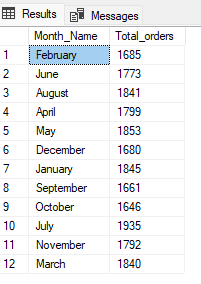 Results Messages
Month_Name Total_orders
1 February 1685
2 June 1773
3 August 1841
4 April 1799
5 May 1853
6 December 1680
7 January 1845
8 September 1661
9 October 1646
10 July 1935
11 November 1792
12 March 1840